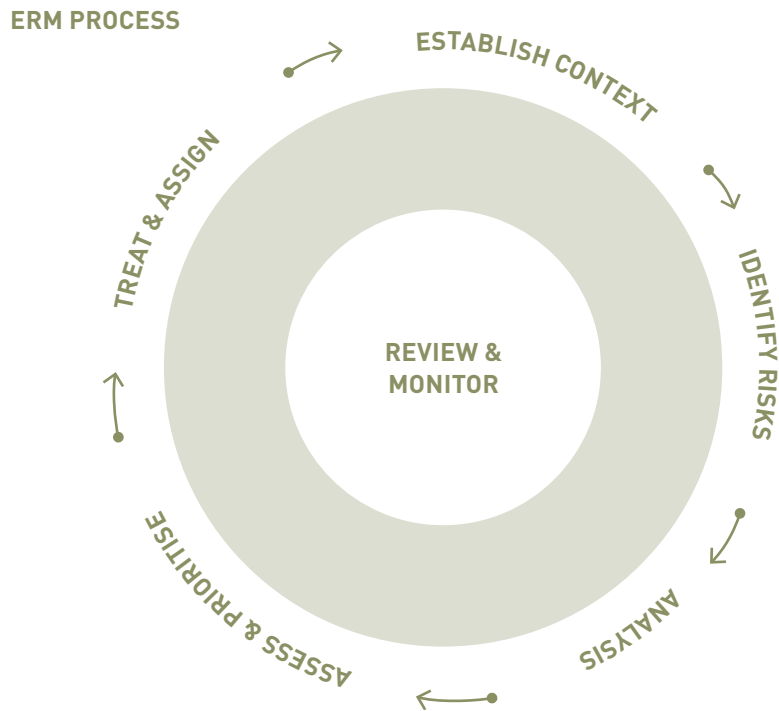 ERM PROCESS
ESTABLISH CONTEXT
IDENTIFY RISKS
ANALYSIS
ASSESS & PRIORITISE
TREAT & ASSIGN
REVIEW &
MONITOR